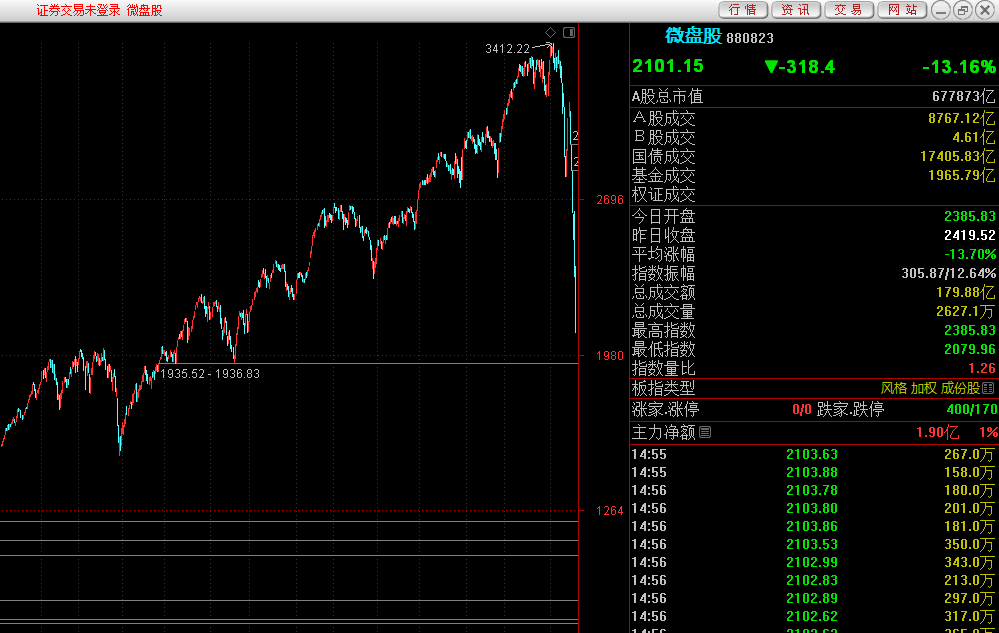 证券交易未登录 微盘股 行情 资讯 交易 网站
3412.22
2
2
2696
1980
1935.52 - 1936.83
1264
微盘股 880823
2101.15 ▼-318.4 -13.16%
A股总市值 677873亿
Ａ股成交 8767.12亿
Ｂ股成交 4.61亿
国债成交 17405.83亿
基金成交 1965.79亿
权证成交
今日开盘 2385.83
昨日收盘 2419.52
平均涨幅 -13.70%
指数振幅 305.87/12.64%
总成交额 179.88亿
总成交量 2627.1万
最高指数 2385.83
最低指数 2079.96
指数量比 1.26
板指类型 风格 加权 成份股
涨家.涨停 0/0 跌家.跌停 400/170
主力净额 1.90亿 1%
14:55 2103.63 267.0万
14:55 2103.88 158.0万
14:56 2103.78 180.0万
14:56 2103.80 201.0万
14:56 2103.86 181.0万
14:56 2103.53 350.0万
14:56 2102.99 343.0万
14:56 2102.83 213.0万
14:56 2102.89 297.0万
14:56 2102.62 317.0万